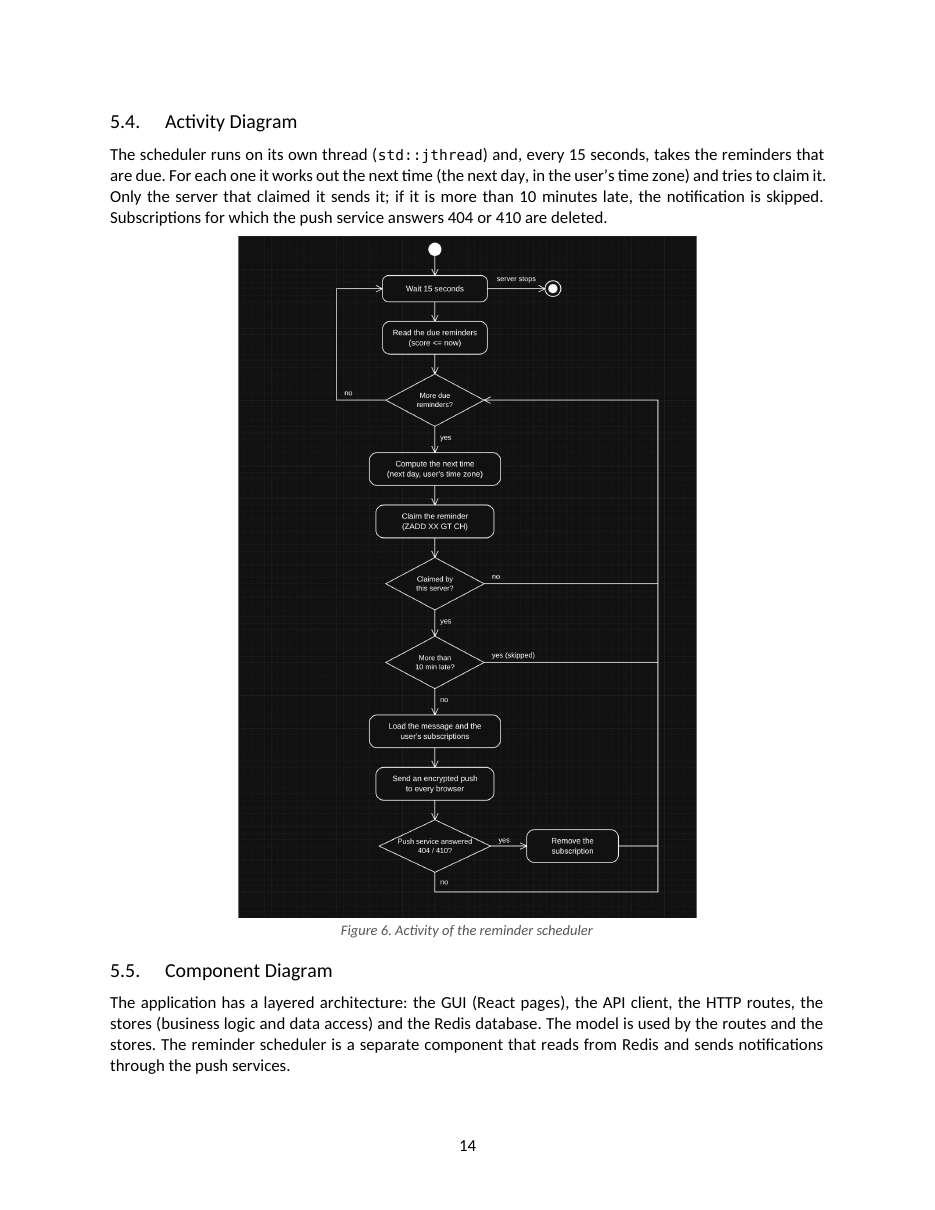 5.4. Activity Diagram
The scheduler runs on its own thread (std::jthread) and, every 15 seconds, takes the reminders that
are due. For each one it works out the next time (the next day, in the user’s time zone) and tries to claim it.
Only the server that claimed it sends it; if it is more than 10 minutes late, the notification is skipped.
Subscriptions for which the push service answers 404 or 410 are deleted.
server stops
Wait 15 seconds
Read the due reminders
(score <= now)
no
More due
reminders?
yes
Compute the next time
(next day, user's time zone)
Claim the reminder
(ZADD XX GT CH)
Claimed by
this server?
no
yes
More than
10 min late?
yes (skipped)
no
Load the message and the
user's subscriptions
Send an encrypted push
to every browser
Push service answered
404 / 410?
yes
Remove the
subscription
no
Figure 6. Activity of the reminder scheduler
5.5. Component Diagram
The application has a layered architecture: the GUI (React pages), the API client, the HTTP routes, the
stores (business logic and data access) and the Redis database. The model is used by the routes and the
stores. The reminder scheduler is a separate component that reads from Redis and sends notifications
through the push services.
14